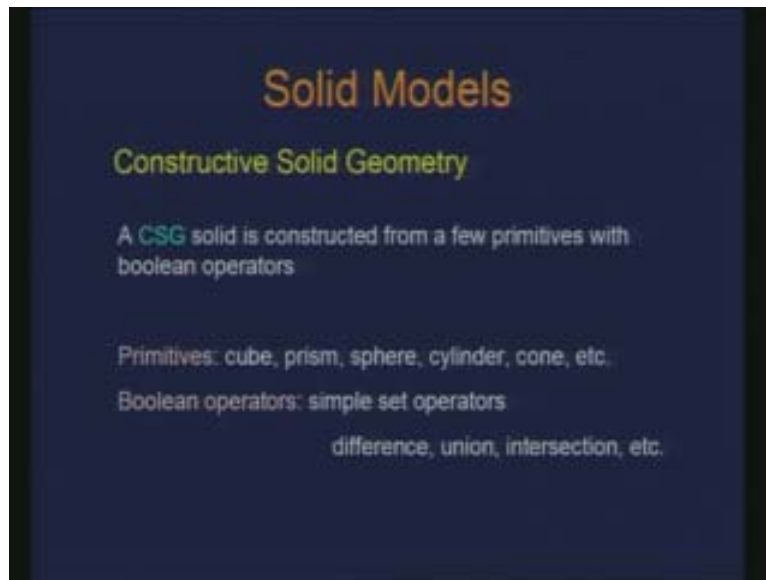 Solid Models
Constructive Solid Geometry
A CSG solid is constructed from a few primitives with
boolean operators
Primitives: cube, prism, sphere, cylinder, cone, etc.
Boolean operators: simple set operators
difference, union, intersection, etc.